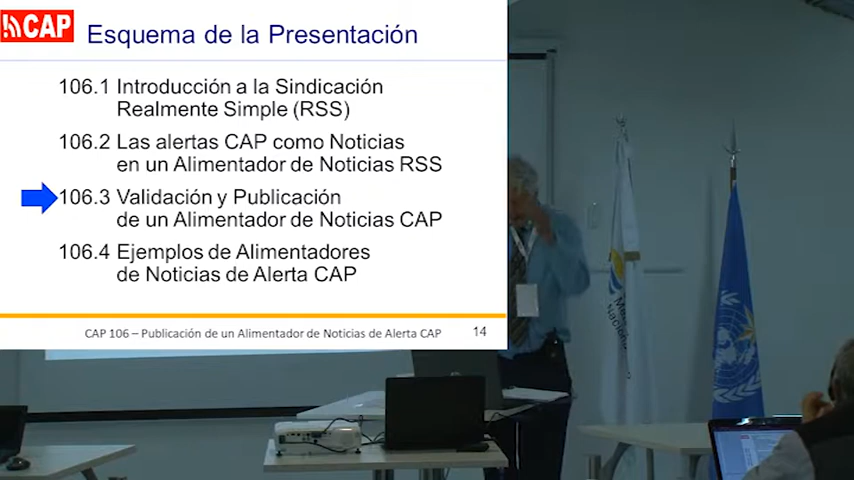 CAP
Esquema de la Presentación
106.1 Introducción a la Sindicación
Realmente Simple (RSS)
106.2 Las alertas CAP como Noticias
en un Alimentador de Noticias RSS
106.3 Validación y Publicación
de un Alimentador de Noticias CAP
106.4 Ejemplos de Alimentadores
de Noticias de Alerta CAP
CAP 106 – Publicación de un Alimentador de Noticias de Alerta CAP 14